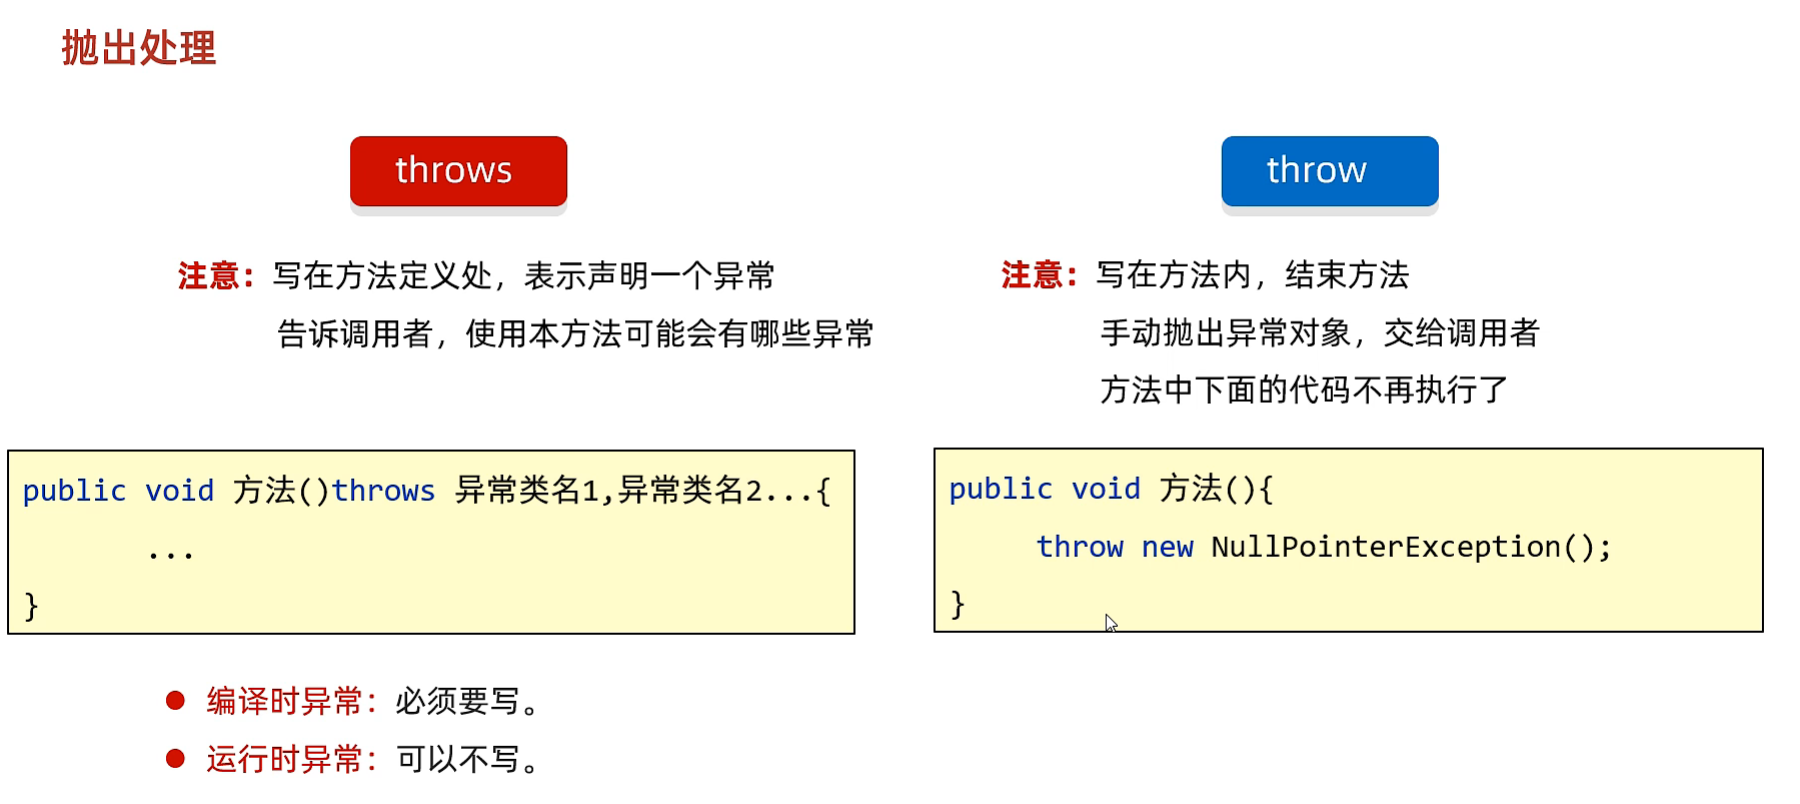 抛出处理
throws
注意：写在方法定义处，表示声明一个异常
告诉调用者，使用本方法可能会有哪些异常
public void 方法()throws 异常类名1,异常类名2...{
...
}
编译时异常：必须要写。
运行时异常：可以不写。
throw
注意：写在方法内，结束方法
手动抛出异常对象，交给调用者
方法中下面的代码不再执行了
public void 方法(){
throw new NullPointerException();
}